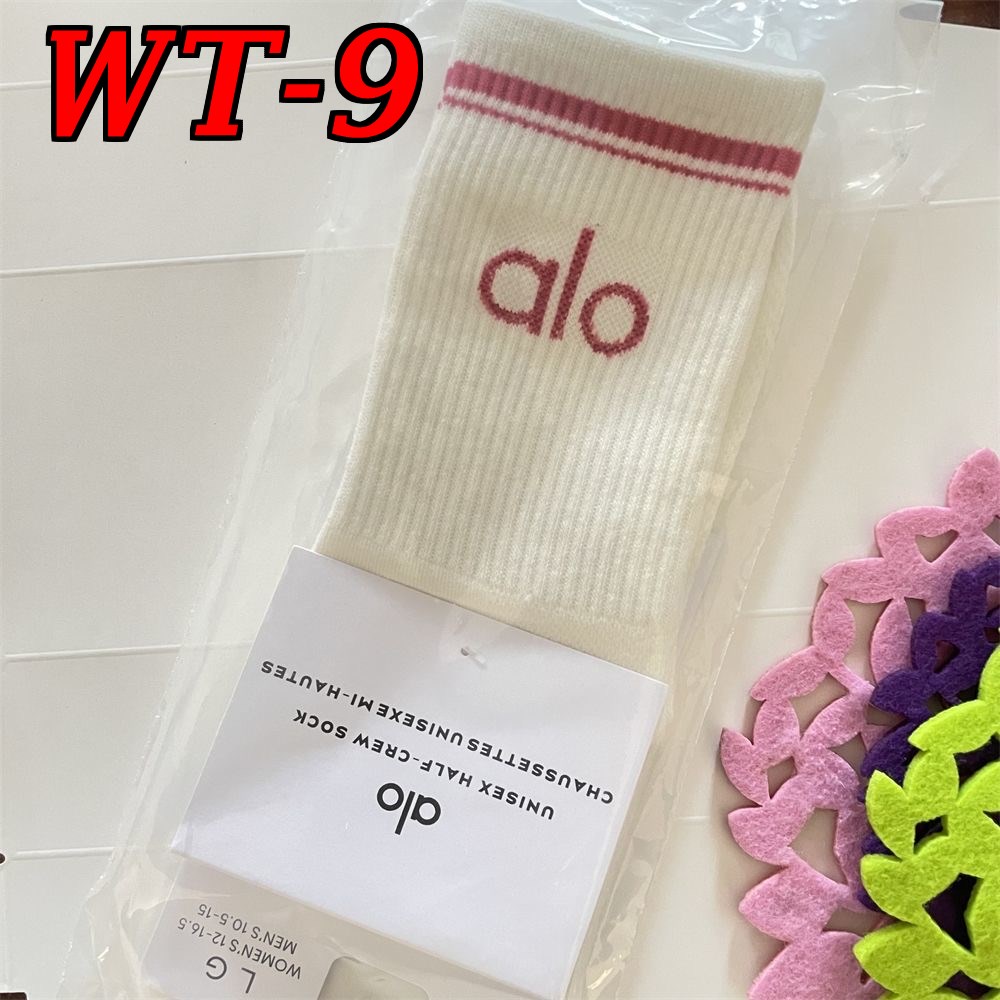 WT-9
alo
alo
UNISEX HALF-CREW SOCK
CHAUSSETTES UNISEXE MI-HAUTES
LG
WOMEN'S 12-16.5
MEN'S 10.5-15